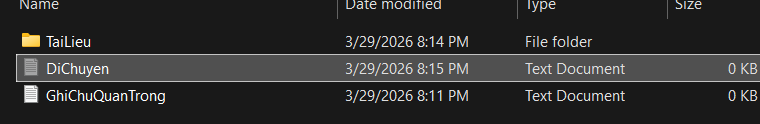 Name Date modified Type Size
TaiLieu 3/29/2026 8:14 PM File folder
DiChuyen 3/29/2026 8:15 PM Text Document 0 KB
GhiChuQuanTrong 3/29/2026 8:11 PM Text Document 0 KB